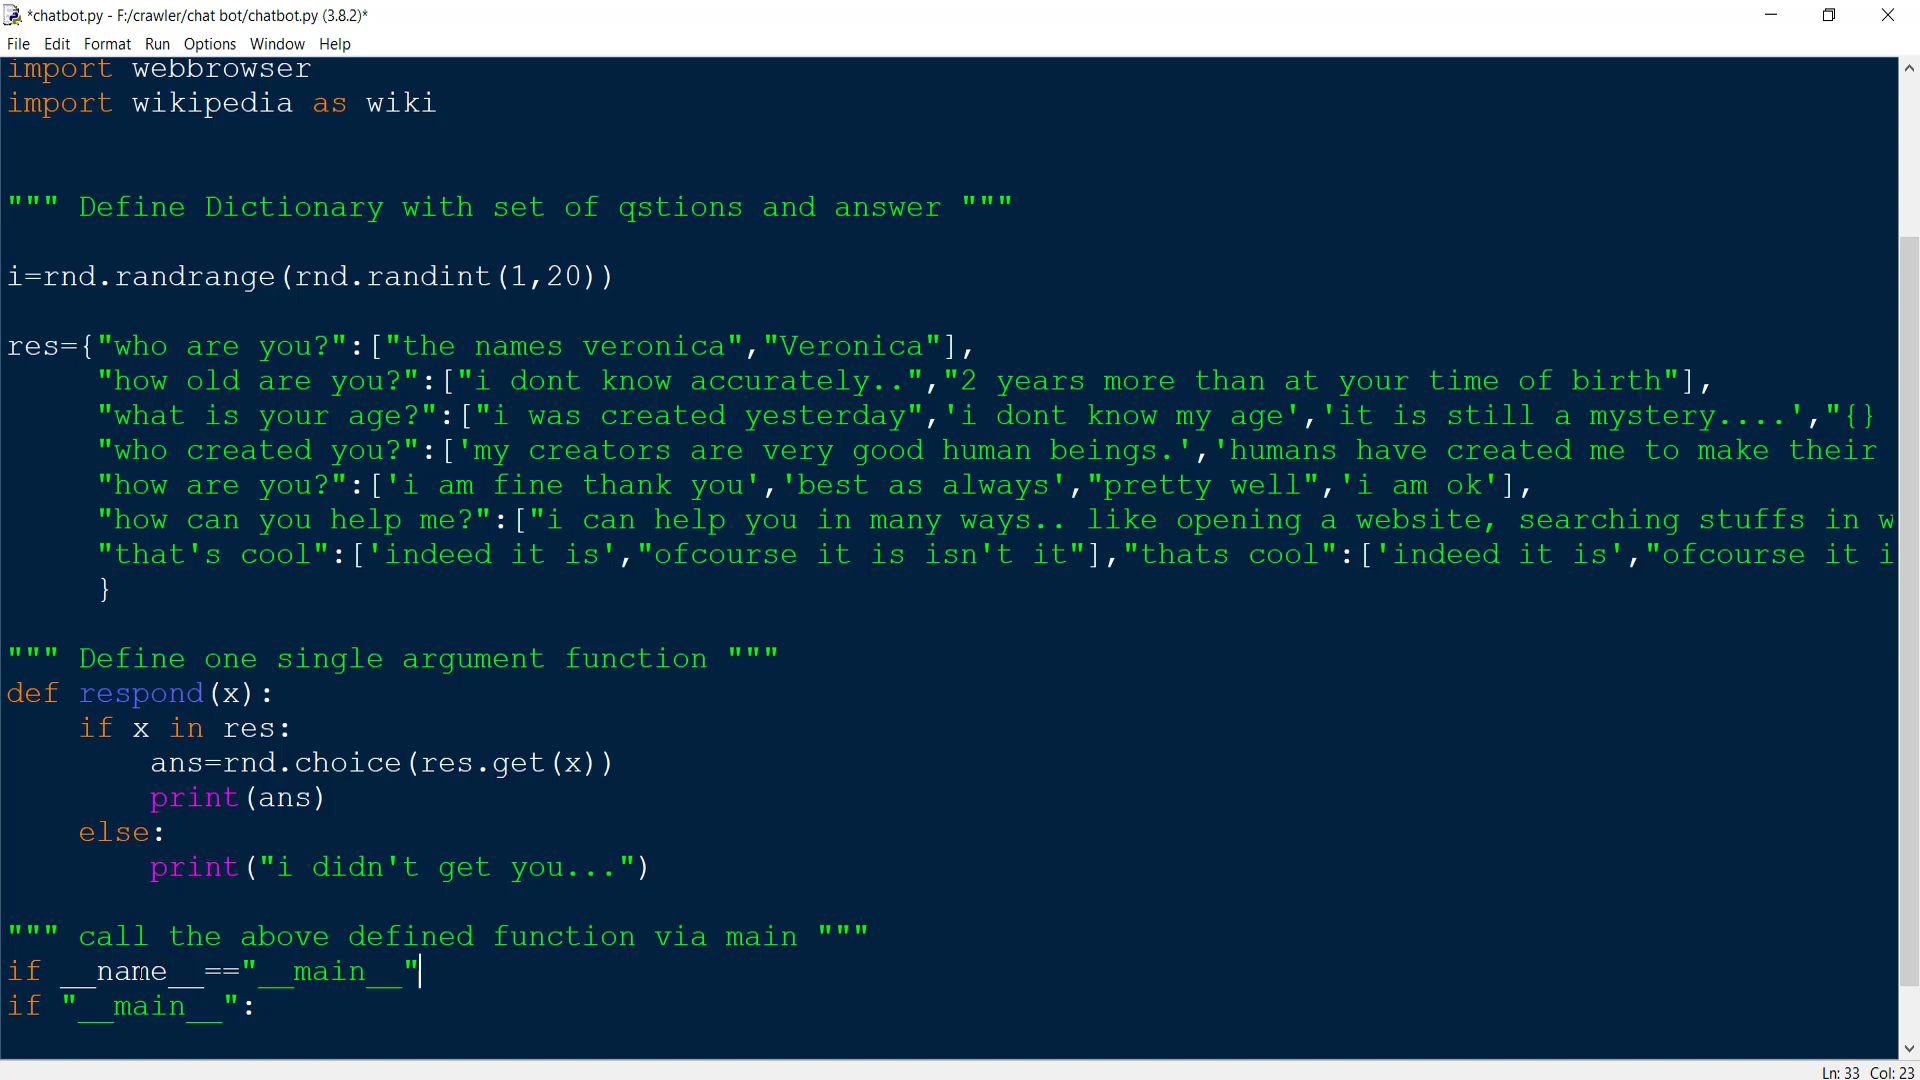 *chatbot.py - F:/crawler/chat bot/chatbot.py (3.8.2)*
File Edit Format Run Options Window Help
import webbrowser
import wikipedia as wiki
""" Define Dictionary with set of qstions and answer """
i=rnd.randrange(rnd.randint(1,20))
res={"who are you?":["the names veronica","Veronica"],
"how old are you?":["i dont know accurately..","2 years more than at your time of birth"],
"what is your age?":["i was created yesterday",'i dont know my age','it is still a mystery....',"{}
"who created you?":['my creators are very good human beings.','humans have created me to make their
"how are you?":['i am fine thank you','best as always',"pretty well",'i am ok'],
"how can you help me?":["i can help you in many ways.. like opening a website, searching stuffs in w
"that's cool":['indeed it is',"ofcourse it is isn't it"],"thats cool":['indeed it is',"ofcourse it i
}
""" Define one single argument function """
def respond(x):
if x in res:
ans=rnd.choice(res.get(x))
print(ans)
else:
print("i didn't get you...")
""" call the above defined function via main """
if __name__=="__main__"
if "__main__":
Ln: 33 Col: 23